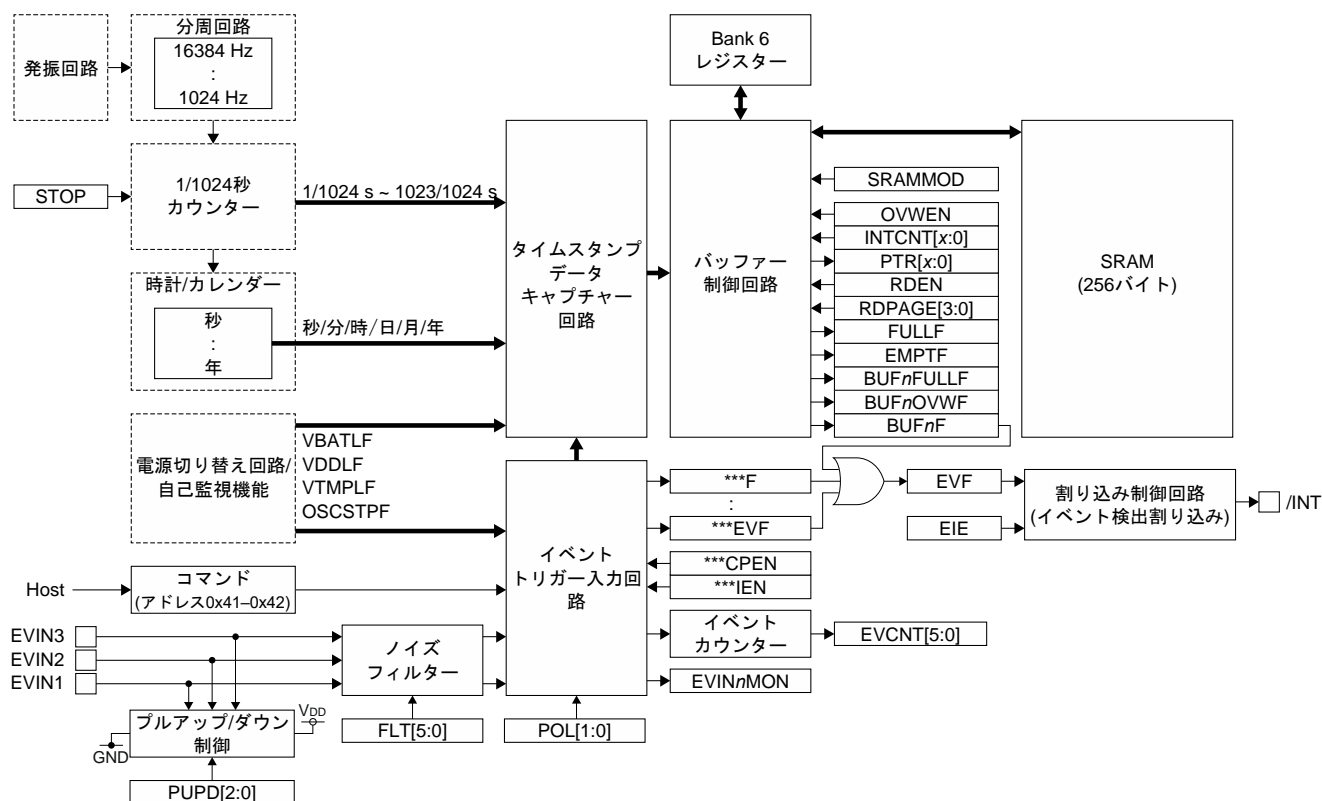 発振回路
分周回路
16384 Hz
:
1024 Hz
Bank 6
レジスター
STOP
1/1024秒
カウンター
1/1024 s ~ 1023/1024 s
時計/カレンダー
秒
:
年
秒/分/時/日/月/年
タイムスタンプ
データ
キャプチャー
回路
バッファー
制御回路
SRAMMOD
OVWEN
INTCNT[x:0]
PTR[x:0]
RDEN
RDPAGE[3:0]
FULLF
EMPTF
BUFnFULLF
BUFnOVWF
BUFnF
SRAM
(256バイト)
電源切り替え回路/
自己監視機能
VBATLF
VDDLF
VTMPLF
OSCSTPF
イベント
トリガー入力回
路
***F
:
***EVF
***CPEN
***IEN
イベント
カウンター
EVCNT[5:0]
EVINnMON
EVF
EIE
割り込み制御回路
(イベント検出割り込み)
/INT
Host
コマンド
(アドレス0x41–0x42)
EVIN3
EVIN2
EVIN1
ノイズ
フィルター
FLT[5:0]
POL[1:0]
プルアップ/ダウン
制御
VDD
GND
PUPD[2:0]